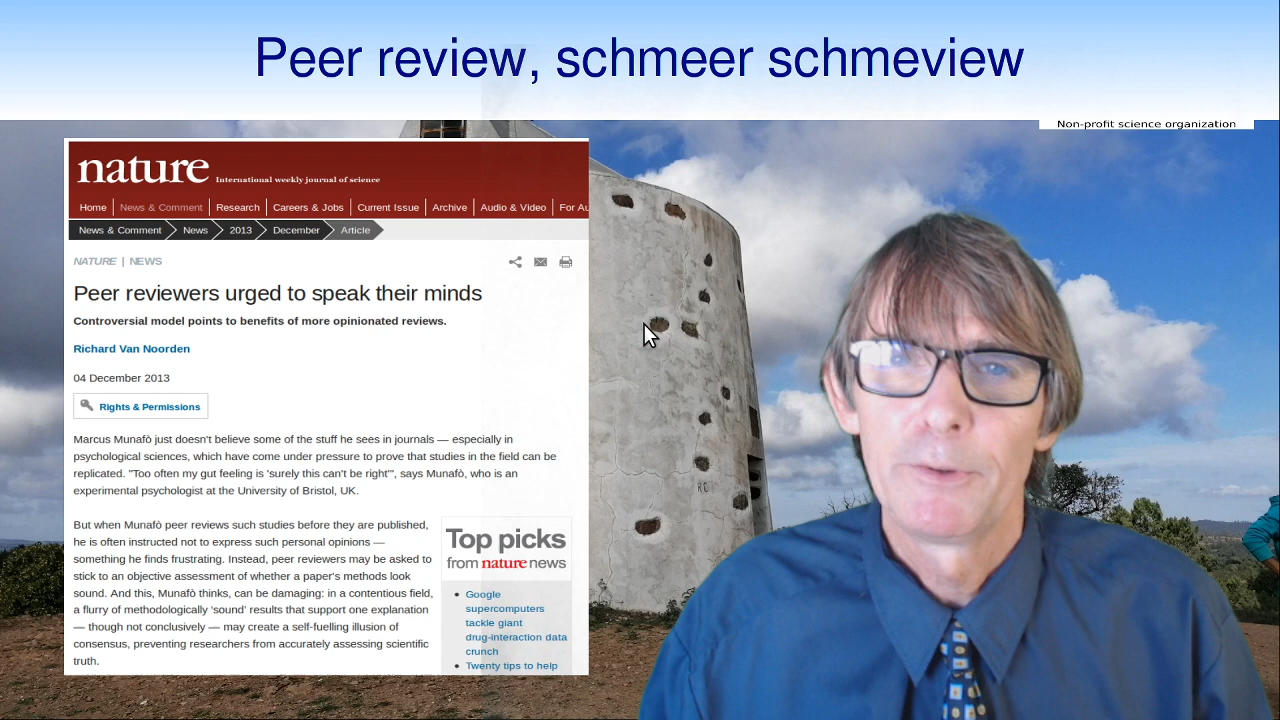 Peer review, schmeer schmeview
Non-profit science organization
nature International weekly journal of science
Home News & Comment Research Careers & Jobs Current Issue Archive Audio & Video For Au
News & Comment News 2013 December Article
NATURE | NEWS
Peer reviewers urged to speak their minds
Controversial model points to benefits of more opinionated reviews.
Richard Van Noorden
04 December 2013
Rights & Permissions
Marcus Munafò just doesn't believe some of the stuff he sees in journals — especially in
psychological sciences, which have come under pressure to prove that studies in the field can be
replicated. "Too often my gut feeling is 'surely this can't be right'", says Munafò, who is an
experimental psychologist at the University of Bristol, UK.
But when Munafò peer reviews such studies before they are published,
he is often instructed not to express such personal opinions —
something he finds frustrating. Instead, peer reviewers may be asked to
stick to an objective assessment of whether a paper's methods look
sound. And this, Munafò thinks, can be damaging: in a contentious field,
a flurry of methodologically 'sound' results that support one explanation
— though not conclusively — may create a self-fuelling illusion of
consensus, preventing researchers from accurately assessing scientific
truth.
Top picks
from nature news
• Google
supercomputers
tackle giant
drug-interaction data
crunch
• Twenty tips to help